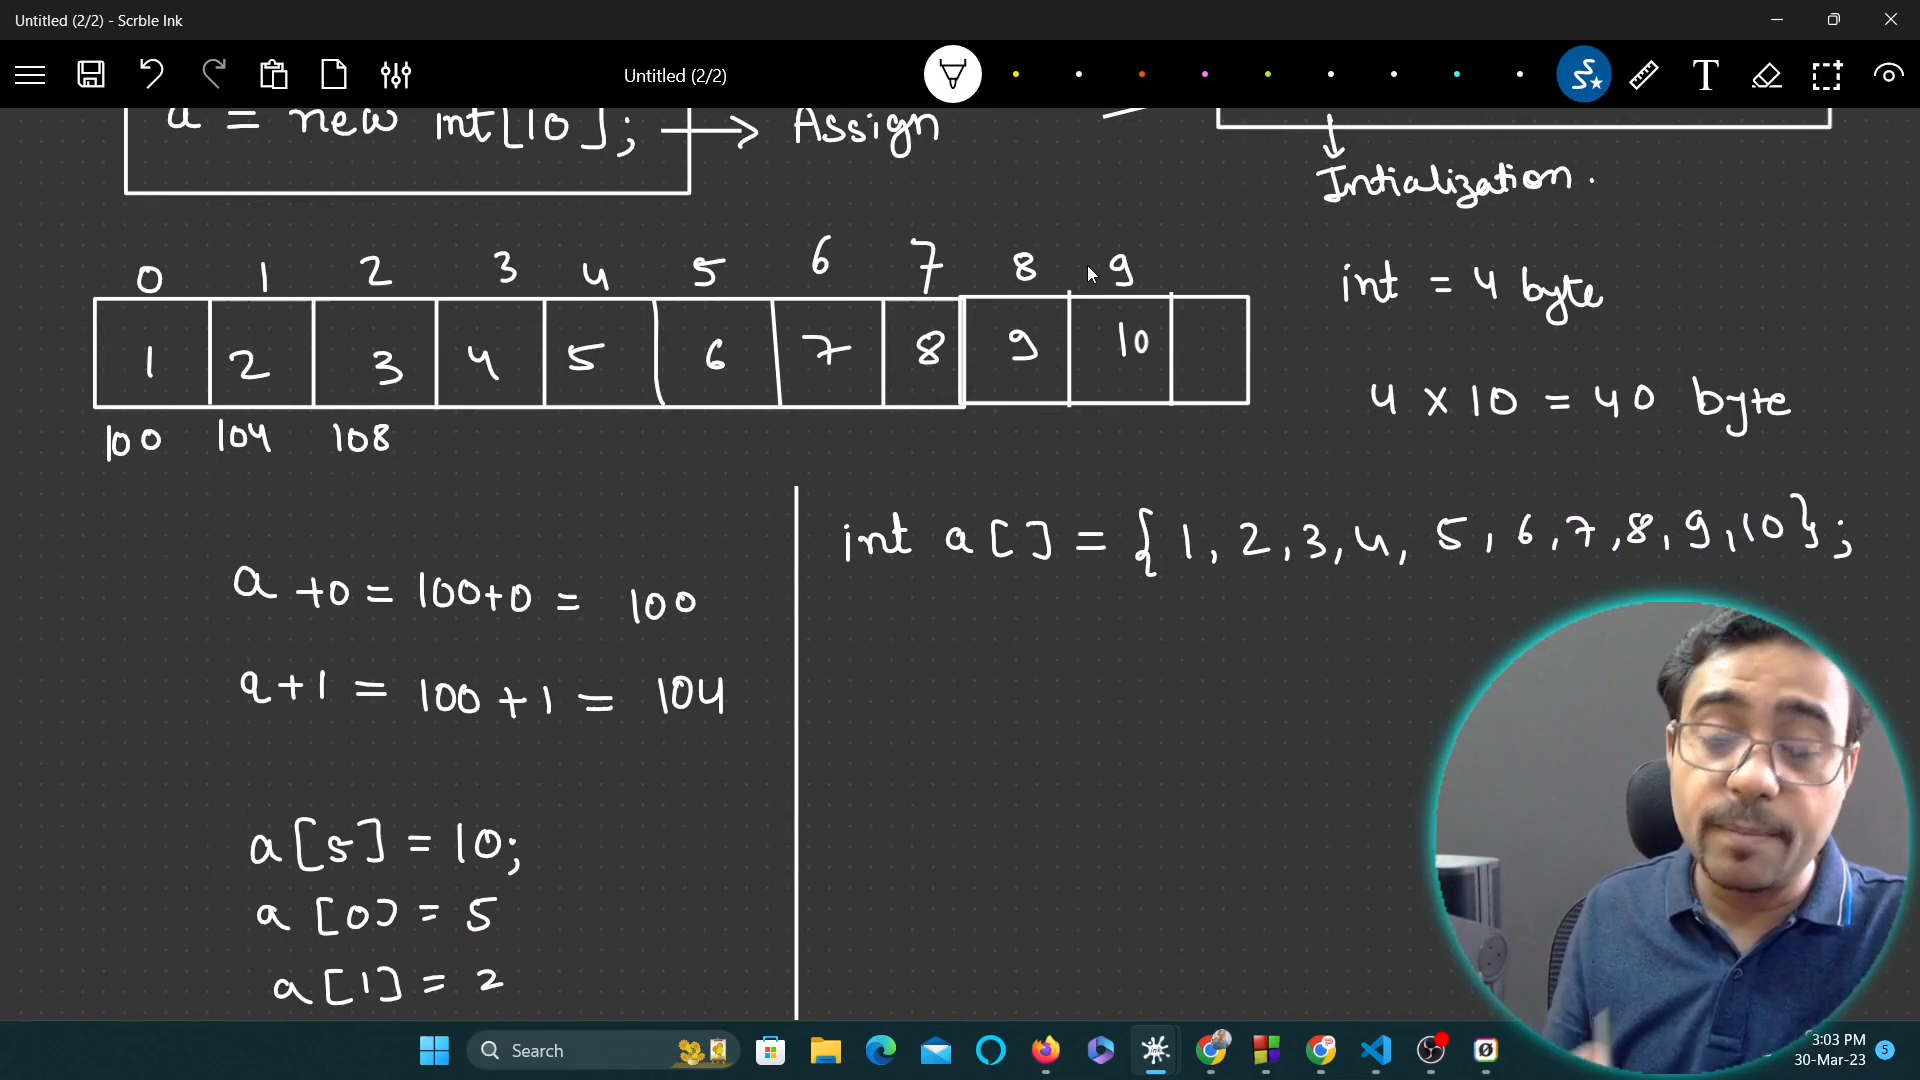 Untitled (2/2) - Scrble Ink
Untitled (2/2)
T
a = new int[10]; → Assign
Intialization.
0 1 2 3 4 5 6 7 8 9
int = 4 byte
1 2 3 4 5 6 7 8 9 10
100 104 108
4 x 10 = 40 byte
int a[] = {1,2,3,4,5,6,7,8,9,10};
a+0 = 100+0 = 100
a+1 = 100+1 = 104
a[5] = 10;
a[0) = 5
a[1] = 2
Search
3:03 PM
30-Mar-23
5